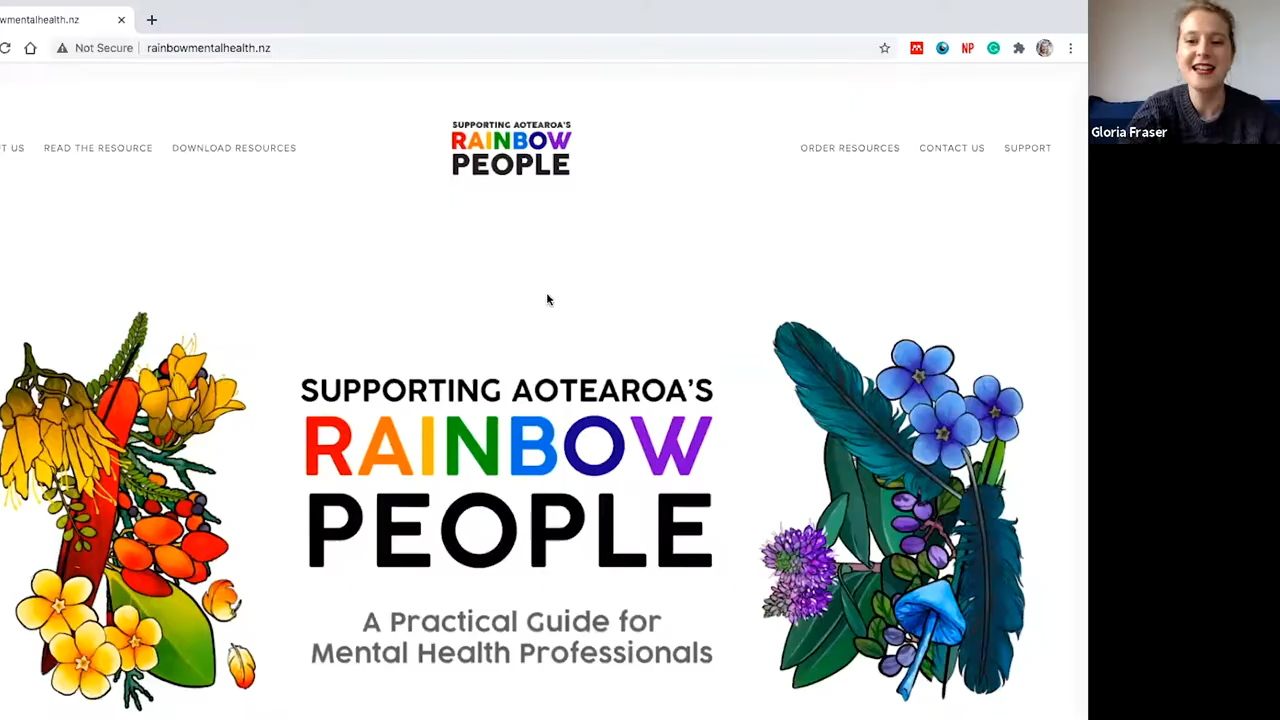 wmentalhealth.nz
Not Secure
rainbowmentalhealth.nz
NP
Gloria Fraser
T US
READ THE RESOURCE
DOWNLOAD RESOURCES
SUPPORTING AOTEAROA'S
RAINBOW
PEOPLE
ORDER RESOURCES
CONTACT US
SUPPORT
SUPPORTING AOTEAROA'S
RAINBOW
PEOPLE
A Practical Guide for
Mental Health Professionals